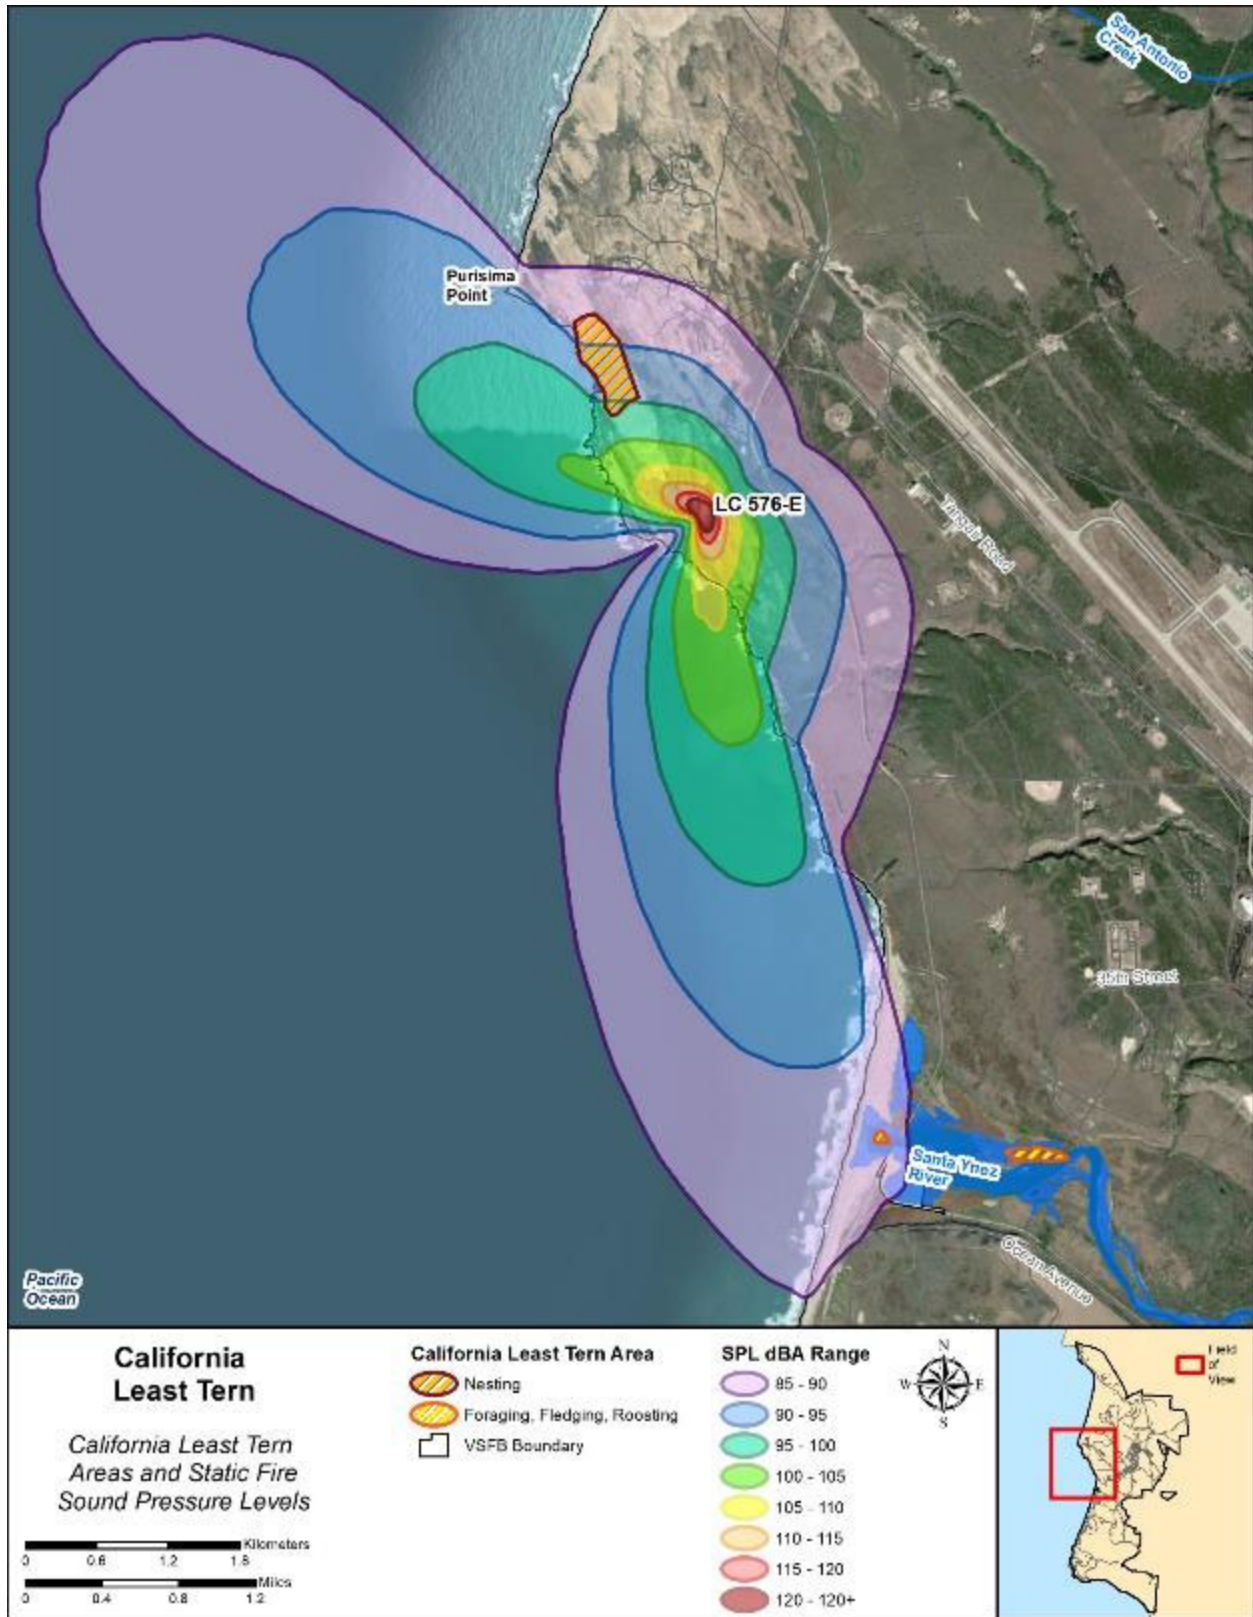 San Antonio
Creek
Purisima
Point
LC 576-E
Tangair Road
35th Street
Santa Ynez
River
Ocean Avenue
Pacific
Ocean
California
Least Tern
California Least Tern
Areas and Static Fire
Sound Pressure Levels
Kilometers
0 0.6 1.2 1.8
Miles
0 0.4 0.8 1.2
California Least Tern Area
Nesting
Foraging, Fledging, Roosting
VSFB Boundary
SPL dBA Range
85 - 90
90 - 95
95 - 100
100 - 105
105 - 110
110 - 115
115 - 120
120 - 120+
N
W E
S
Field
of
View